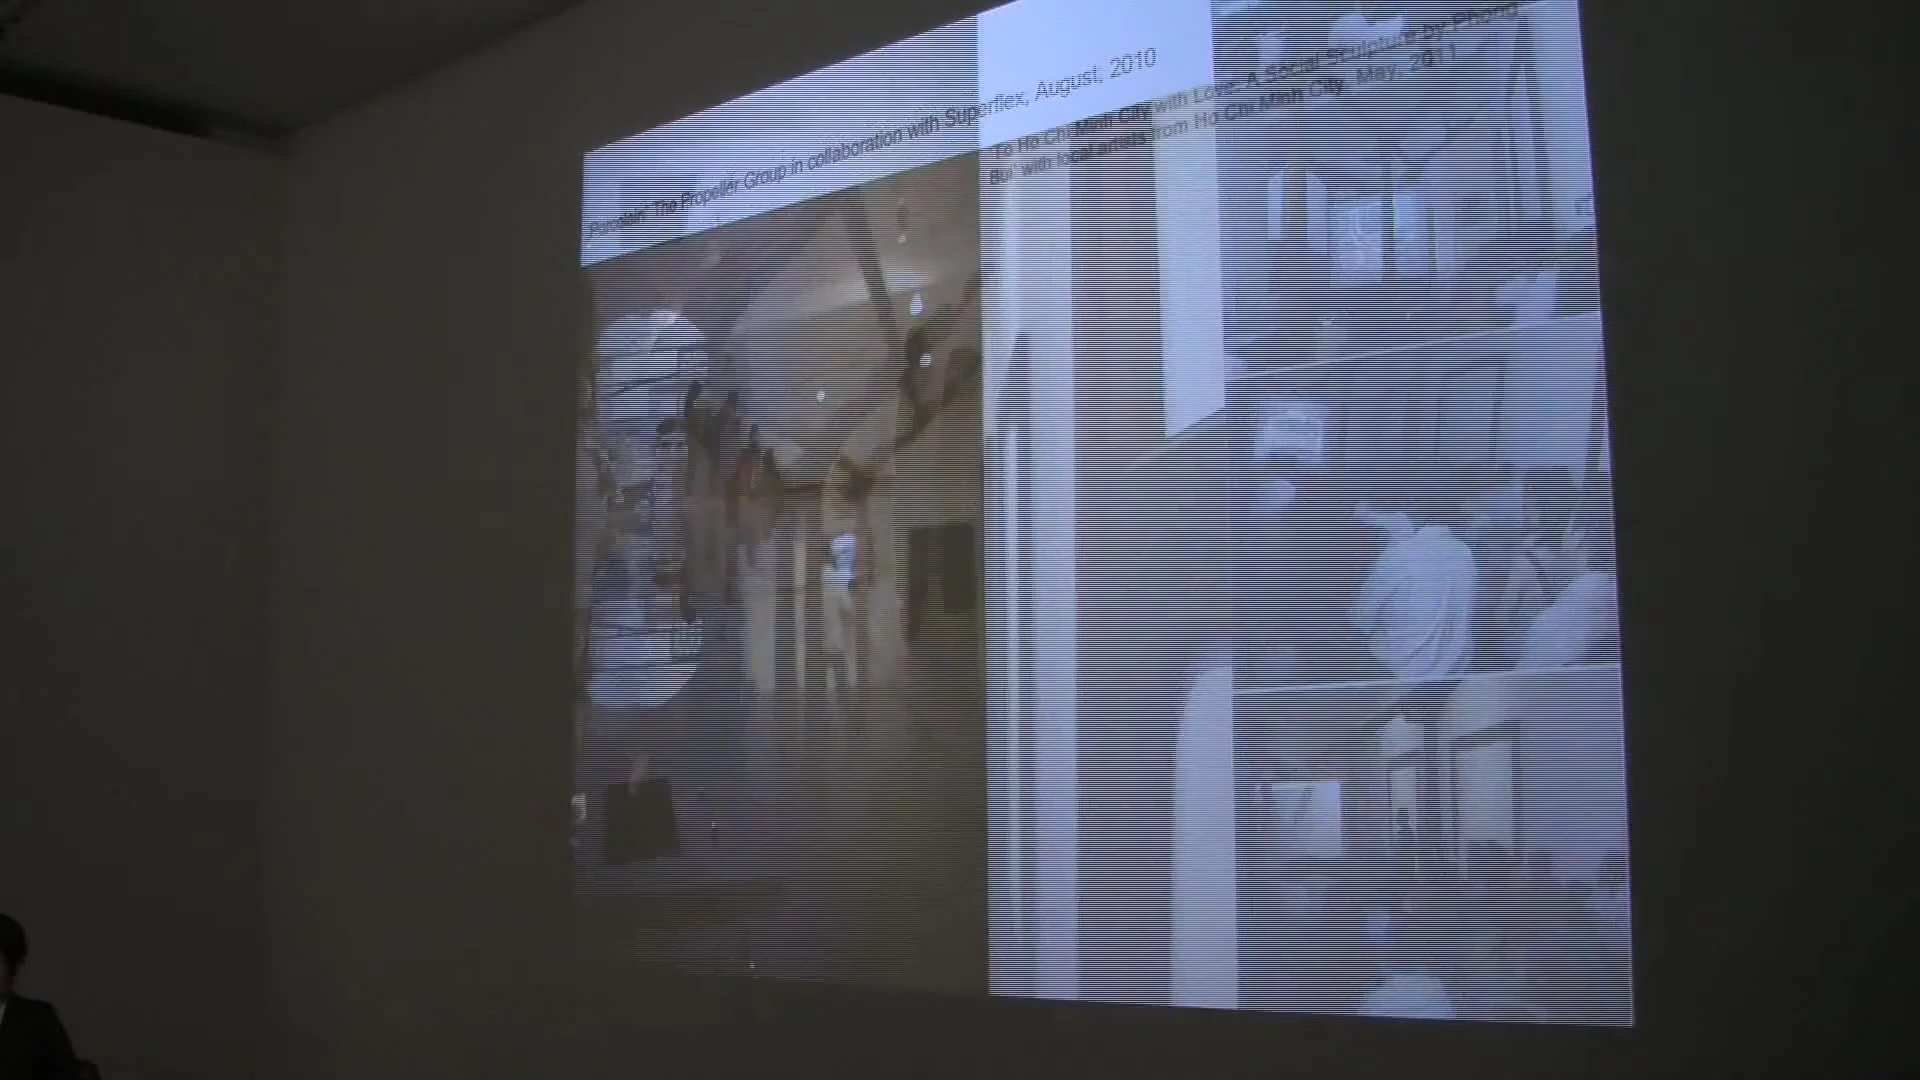 'Porcelain' The Propeller Group in collaboration with Superflex, August, 2010
'To Ho Chi Minh City with Love: A Social Sculpture by Phong
Bui' with local artists from Ho Chi Minh City, May, 2011